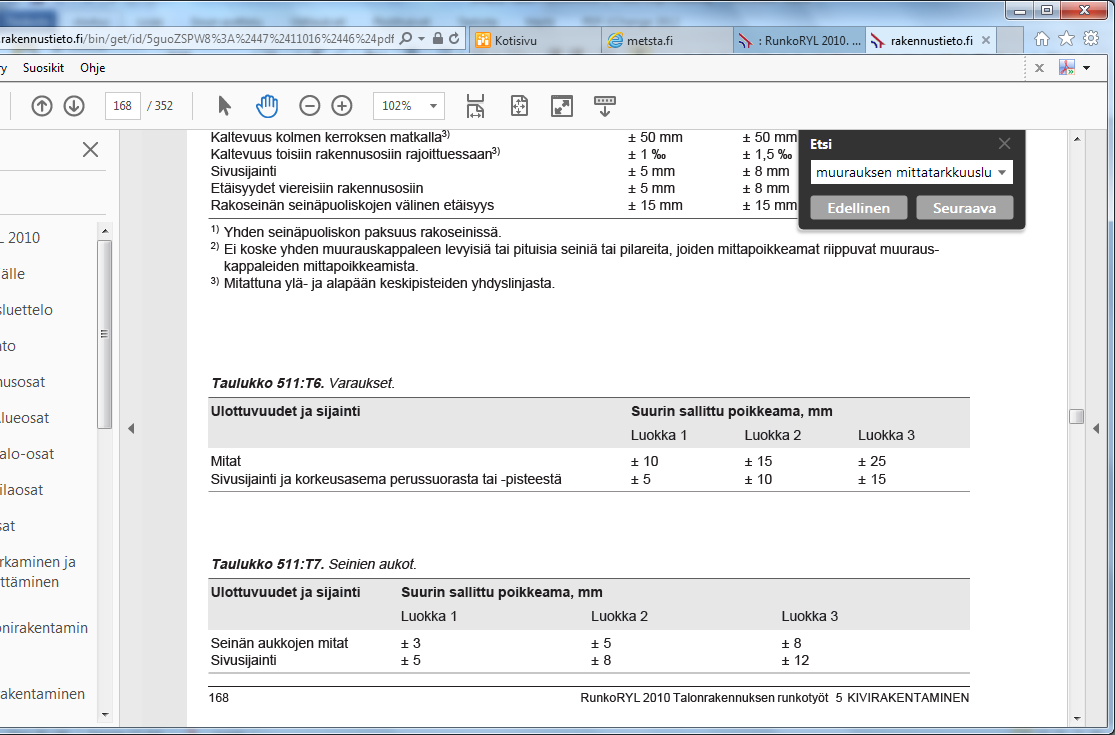 rakennustieto.fi/bin/get/id/5guoZSPW8%3A%2447%2411016%2446%24pdf
Kotisivu
metsta.fi
: RunkoRYL 2010. ...
rakennustieto.fi
y Suosikit Ohje
168 / 352
102%
Etsi
muurauksen mittatarkkuuslu
Edellinen Seuraava
L 2010
älle
sluettelo
nto
nusosat
Alueosat
alo-osat
ilaosat
sat
rkaminen ja
ttäminen
onirakentamin
rakentaminen
Kaltevuus kolmen kerroksen matkalla3) ± 50 mm ± 50 mm
Kaltevuus toisiin rakennusosiin rajoittuessaan3) ± 1 ‰ ± 1,5 ‰
Sivusijainti ± 5 mm ± 8 mm
Etäisyydet viereisiin rakennusosiin ± 5 mm ± 8 mm
Rakoseinän seinäpuoliskojen välinen etäisyys ± 15 mm ± 15 mm
1) Yhden seinäpuoliskon paksuus rakoseinissä.
2) Ei koske yhden muurauskappaleen levyisiä tai pituisia seiniä tai pilareita, joiden mittapoikkeamat riippuvat muuraus-
kappaleiden mittapoikkeamista.
3) Mitattuna ylä- ja alapään keskipisteiden yhdyslinjasta.
Taulukko 511:T6. Varaukset.
Ulottuvuudet ja sijainti Suurin sallittu poikkeama, mm
Luokka 1 Luokka 2 Luokka 3
Mitat ± 10 ± 15 ± 25
Sivusijainti ja korkeusasema perussuorasta tai -pisteestä ± 5 ± 10 ± 15
Taulukko 511:T7. Seinien aukot.
Ulottuvuudet ja sijainti Suurin sallittu poikkeama, mm
Luokka 1 Luokka 2 Luokka 3
Seinän aukkojen mitat ± 3 ± 5 ± 8
Sivusijainti ± 5 ± 8 ± 12
168 RunkoRYL 2010 Talonrakennuksen runkotyöt 5 KIVIRAKENTAMINEN